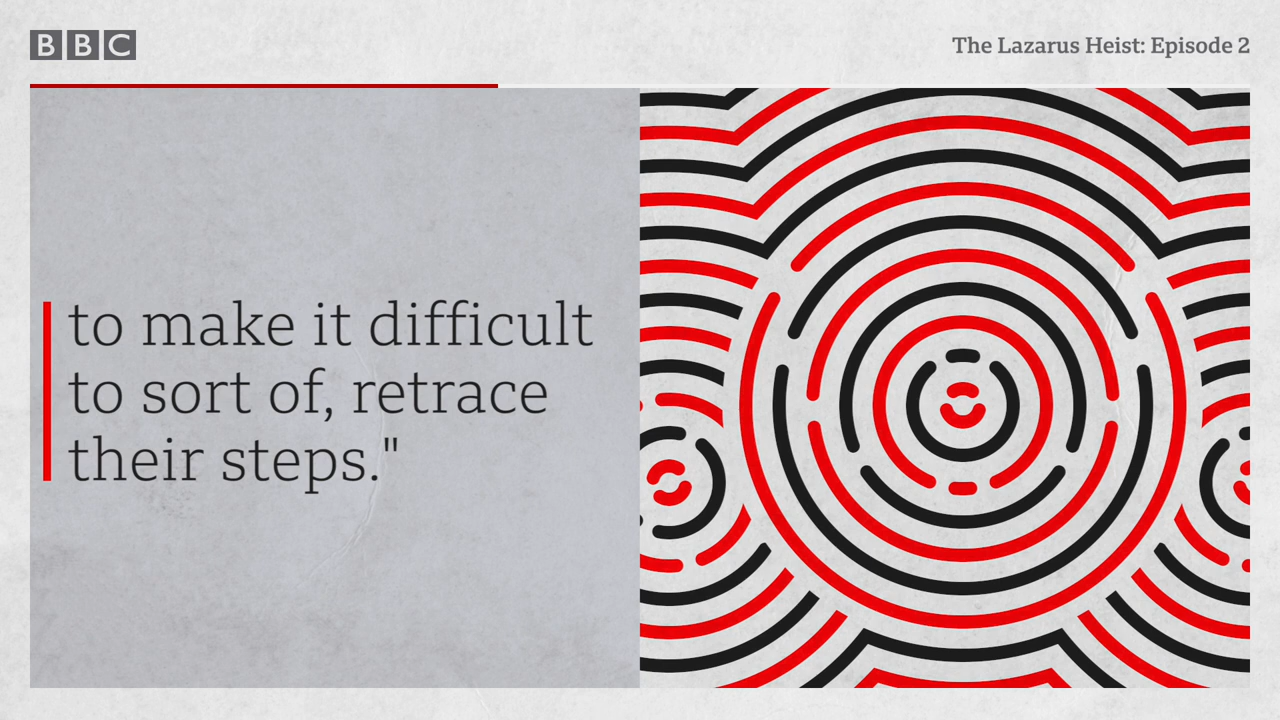 BBC
The Lazarus Heist: Episode 2
to make it difficult
to sort of, retrace
their steps."